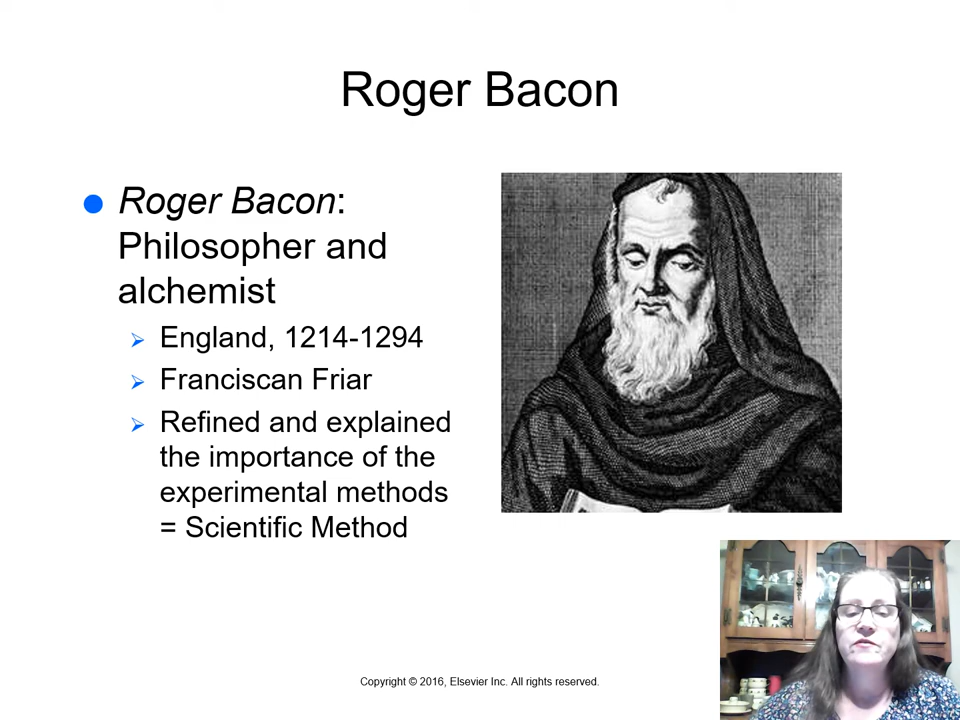 Roger Bacon
Roger Bacon:
Philosopher and
alchemist
England, 1214-1294
Franciscan Friar
Refined and explained
the importance of the
experimental methods
= Scientific Method
Copyright © 2016, Elsevier Inc. All rights reserved.